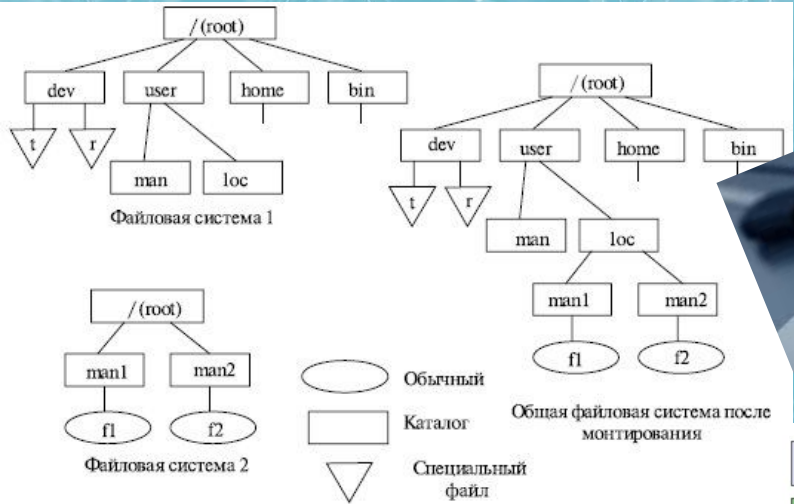 / (root)
dev user home bin
t r
man loc
Файловая система 1
/ (root)
man1 man2
f1 f2
Файловая система 2
Обычный
Каталог
Специальный
файл
/ (root)
dev user home bin
t r
man loc
man1 man2
f1 f2
Общая файловая система после
монтирования